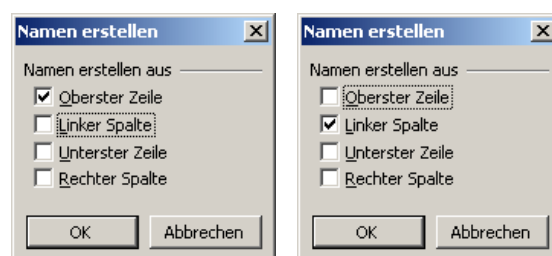 Namen erstellen
Namen erstellen aus
Oberster Zeile
Linker Spalte
Unterster Zeile
Rechter Spalte
OK Abbrechen
Namen erstellen
Namen erstellen aus
Oberster Zeile
Linker Spalte
Unterster Zeile
Rechter Spalte
OK Abbrechen